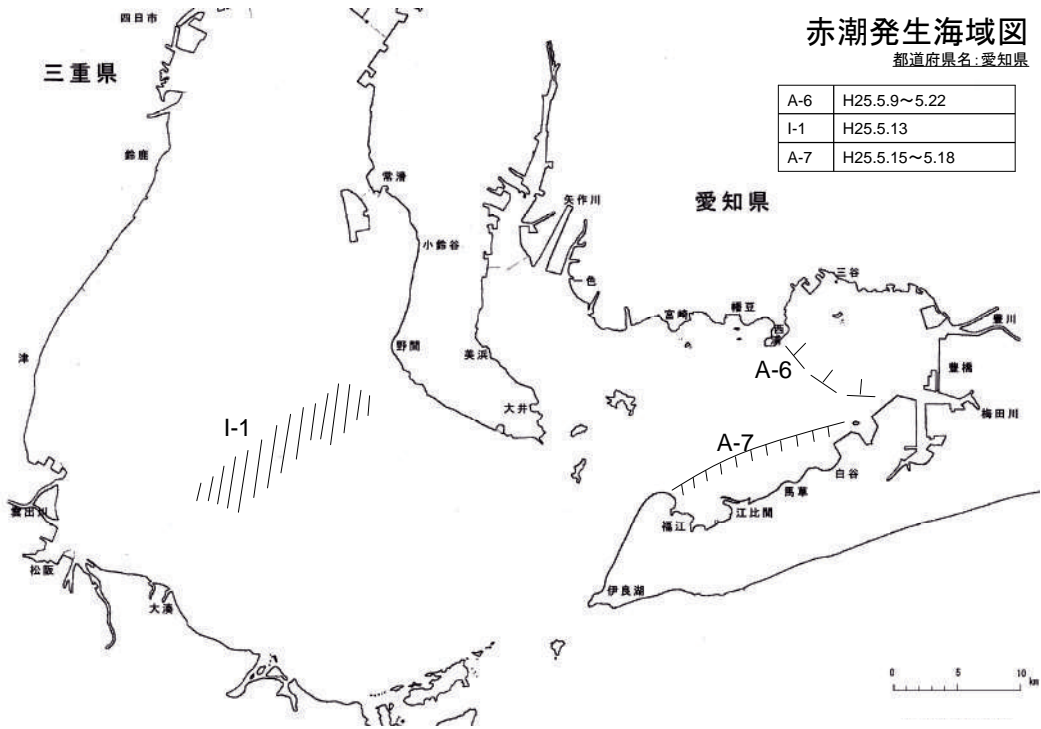 赤潮発生海域図
都道府県名：愛知県
A-6 H25.5.9～5.22
I-1 H25.5.13
A-7 H25.5.15～5.18
四日市
三重県
鈴鹿
常滑
矢作川
愛知県
小鈴谷
一色
三谷
宮崎
幡豆
西浦
豊川
津
野間
美浜
A-6
豊橋
大井
梅田川
I-1
A-7
白谷
馬草
江比間
福江
雲出川
松阪
伊良湖
大湊
0 5 10
km